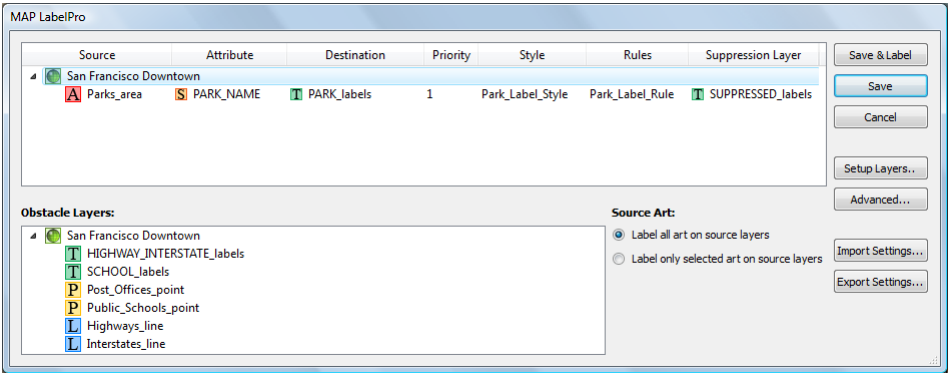 MAP LabelPro
Source Attribute Destination Priority Style Rules Suppression Layer
San Francisco Downtown
A Parks_area S PARK_NAME T PARK_labels 1 Park_Label_Style Park_Label_Rule T SUPPRESSED_labels
Save & Label
Save
Cancel
Setup Layers..
Advanced...
Obstacle Layers:
San Francisco Downtown
T HIGHWAY_INTERSTATE_labels
T SCHOOL_labels
P Post_Offices_point
P Public_Schools_point
L Highways_line
L Interstates_line
Source Art:
Label all art on source layers
Label only selected art on source layers
Import Settings...
Export Settings...